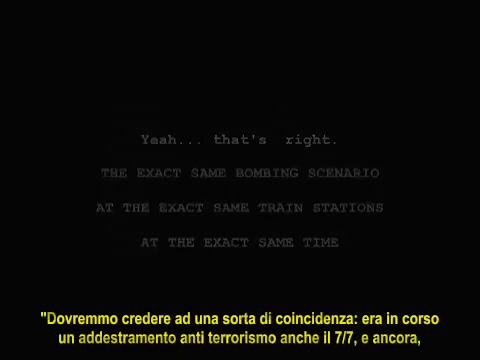 Yeah... that's right.
THE EXACT SAME BOMBING SCENARIO
AT THE EXACT SAME TRAIN STATIONS
AT THE EXACT SAME TIME
"Dovremmo credere ad una sorta di coincidenza: era in corso
un addestramento anti terrorismo anche il 7/7, e ancora,